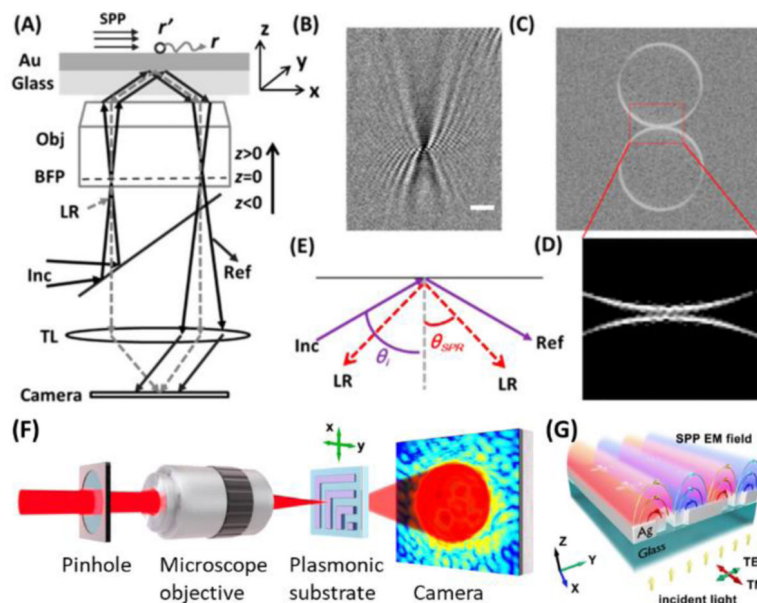 (A)
SPP
r'
r
z
y
x
Au
Glass
Obj
BFP
z>0
z=0
z<0
LR
Inc
Ref
TL
Camera
(B)
(C)
(D)
(E)
Inc
θi
LR
θSPR
LR
Ref
(F)
x
y
Pinhole
Microscope
objective
Plasmonic
substrate
Camera
(G)
SPP EM field
Ag
Glass
Z
Y
X
TE
incident light